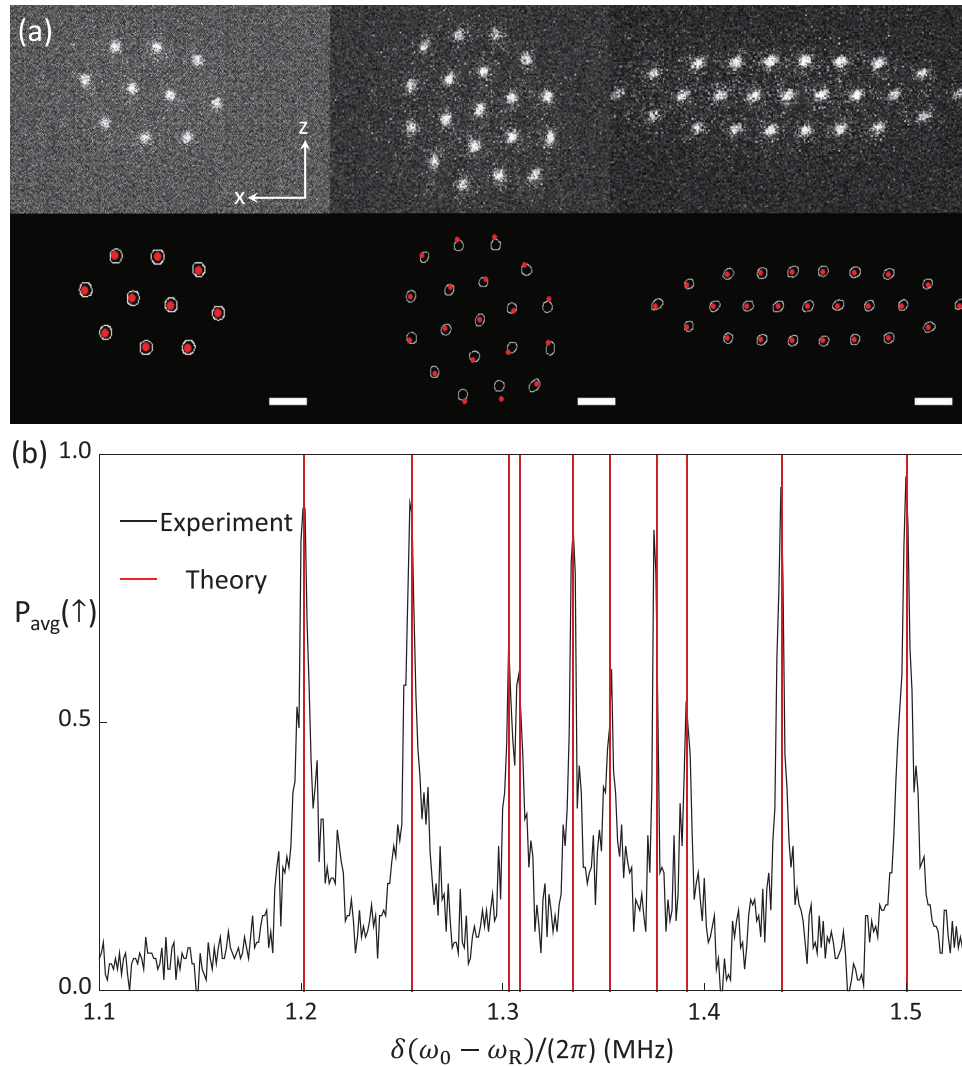 (a)
z
x
(b)
1.0
Experiment
Theory
P_avg(↑)
0.5
0.0
1.1 1.2 1.3 1.4 1.5
δ(ω₀ − ω_R)/(2π) (MHz)